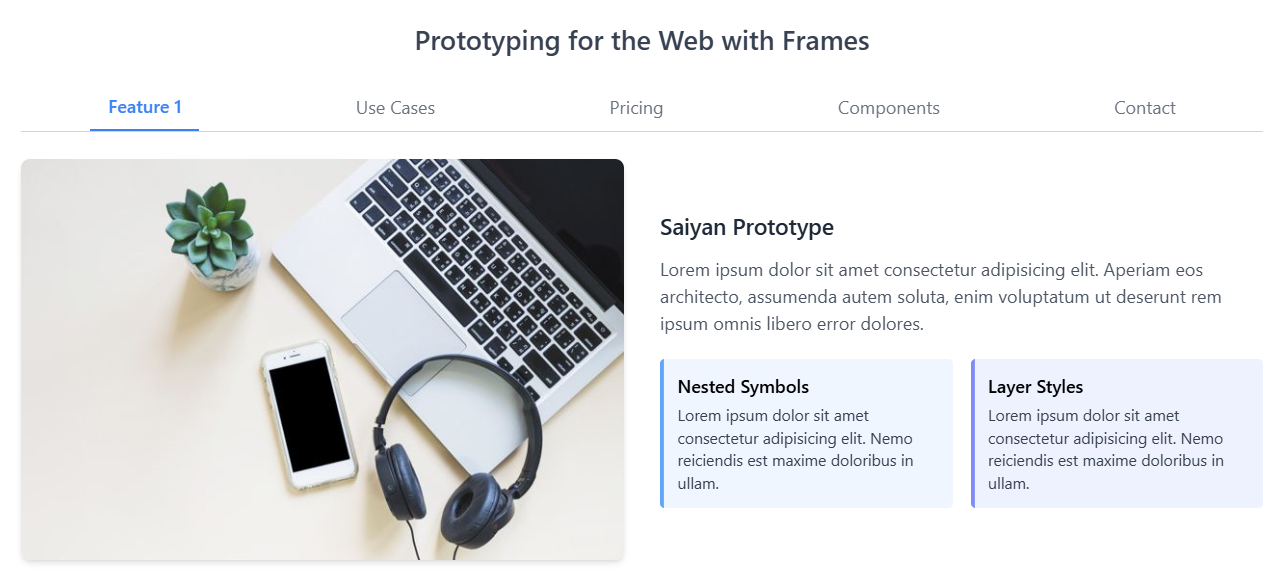 Prototyping for the Web with Frames
Feature 1
Use Cases
Pricing
Components
Contact
Saiyan Prototype
Lorem ipsum dolor sit amet consectetur adipisicing elit. Aperiam eos
architecto, assumenda autem soluta, enim voluptatum ut deserunt rem
ipsum omnis libero error dolores.
Nested Symbols
Lorem ipsum dolor sit amet
consectetur adipisicing elit. Nemo
reiciendis est maxime doloribus in
ullam.
Layer Styles
Lorem ipsum dolor sit amet
consectetur adipisicing elit. Nemo
reiciendis est maxime doloribus in
ullam.